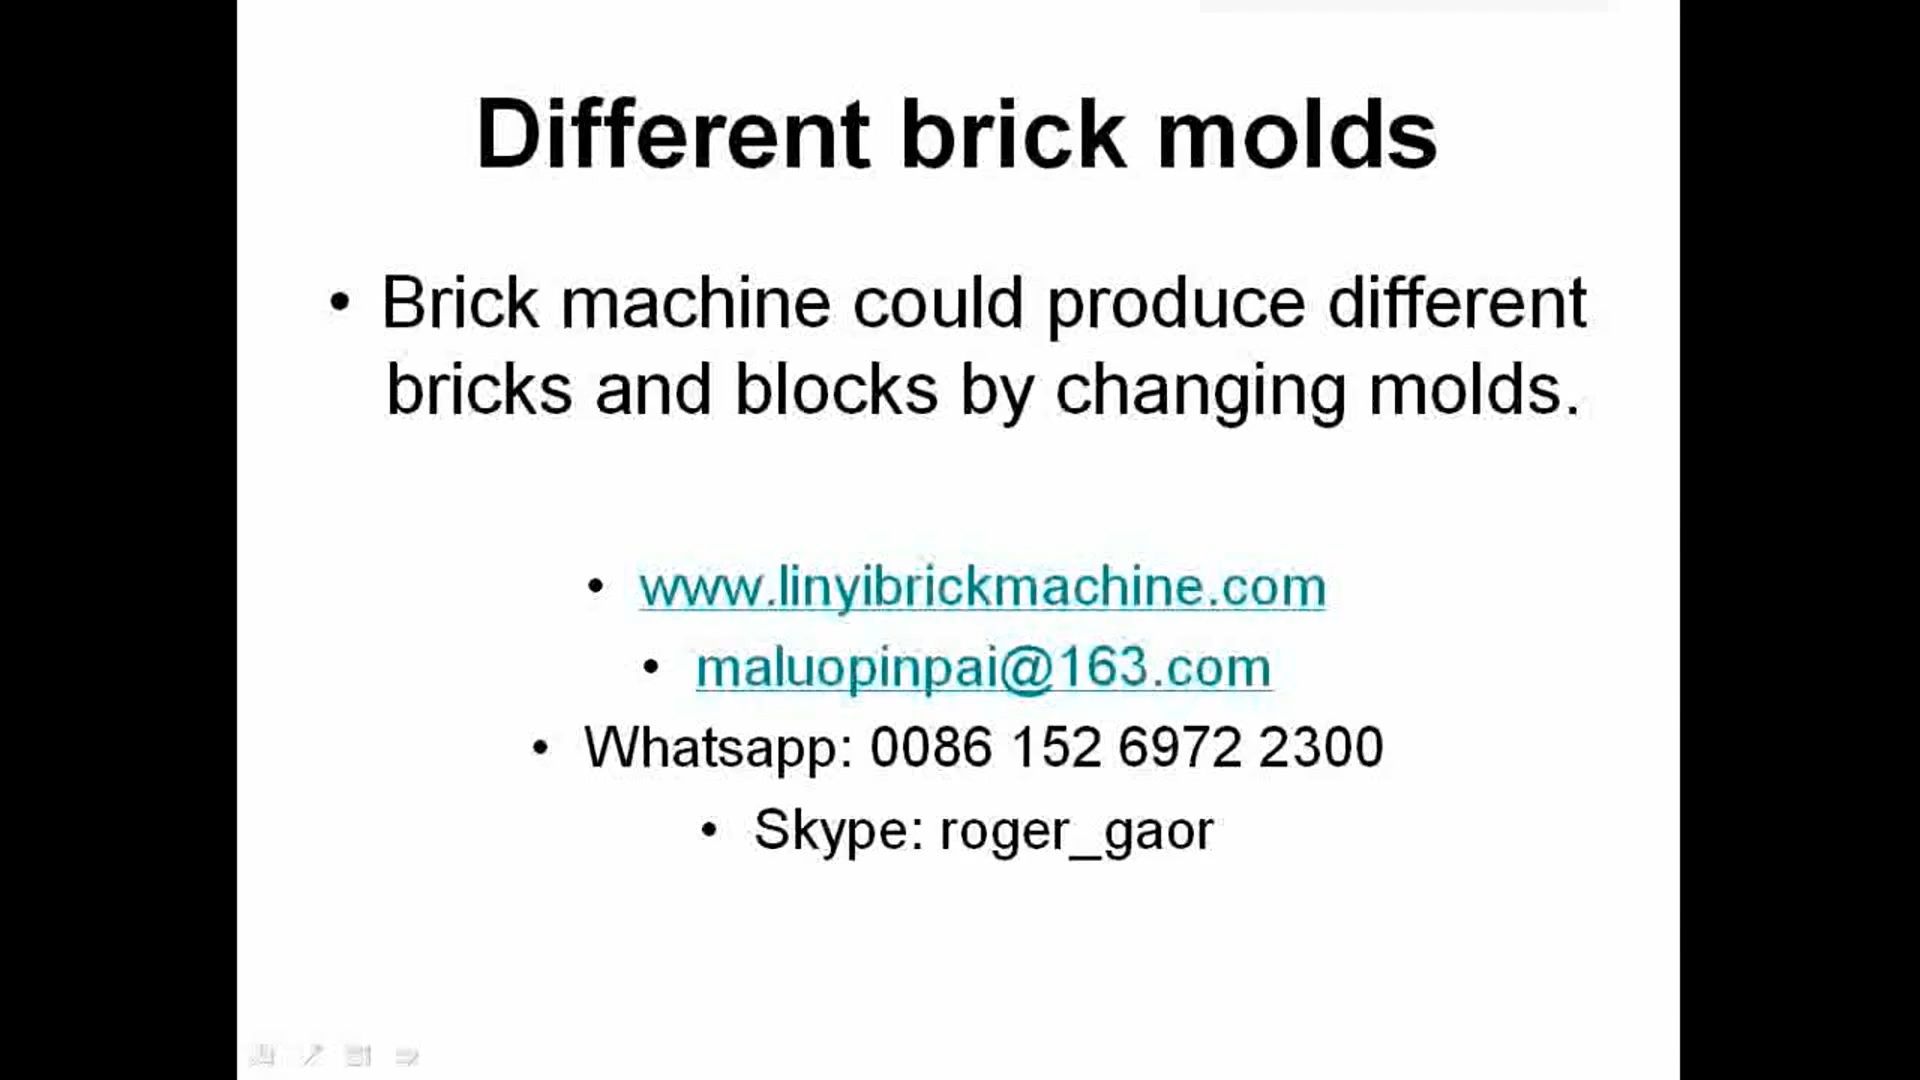 Different brick molds
• Brick machine could produce different
bricks and blocks by changing molds.
• www.linyibrickmachine.com
• maluopinpai@163.com
• Whatsapp: 0086 152 6972 2300
• Skype: roger_gaor